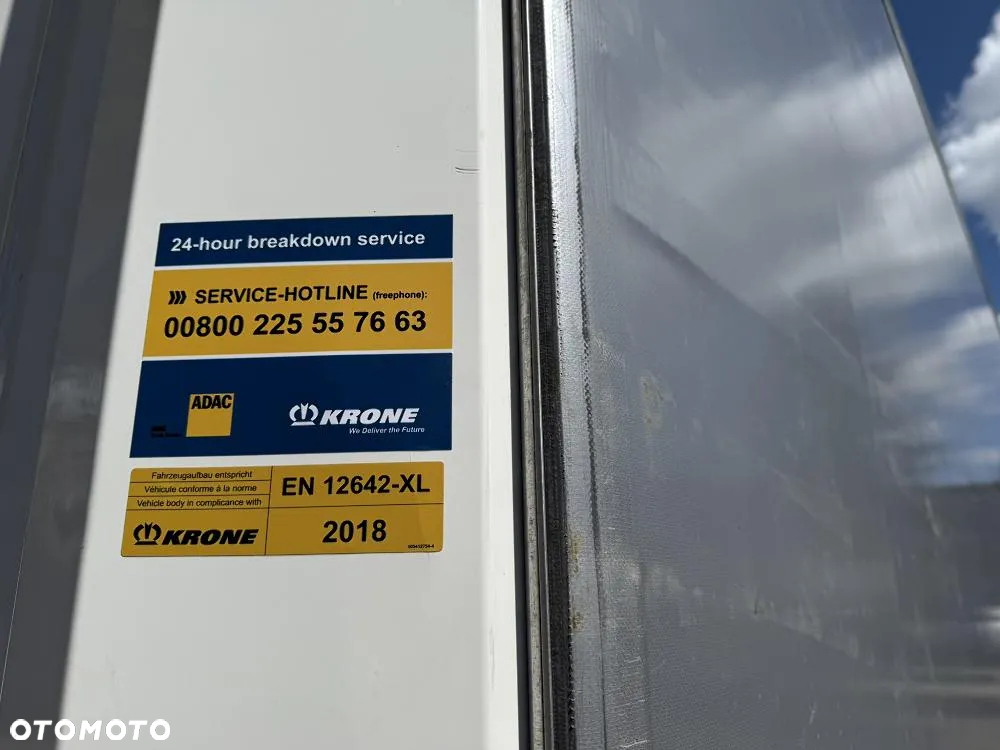 24-hour breakdown service
SERVICE-HOTLINE (freephone):
00800 225 55 76 63
ADAC
KRONE
We Deliver the Future
Fahrzeugaufbau entspricht
Véhicule conforme à la norme
Vehicle body in complicance with
EN 12642-XL
KRONE
2018
OTOMOTO